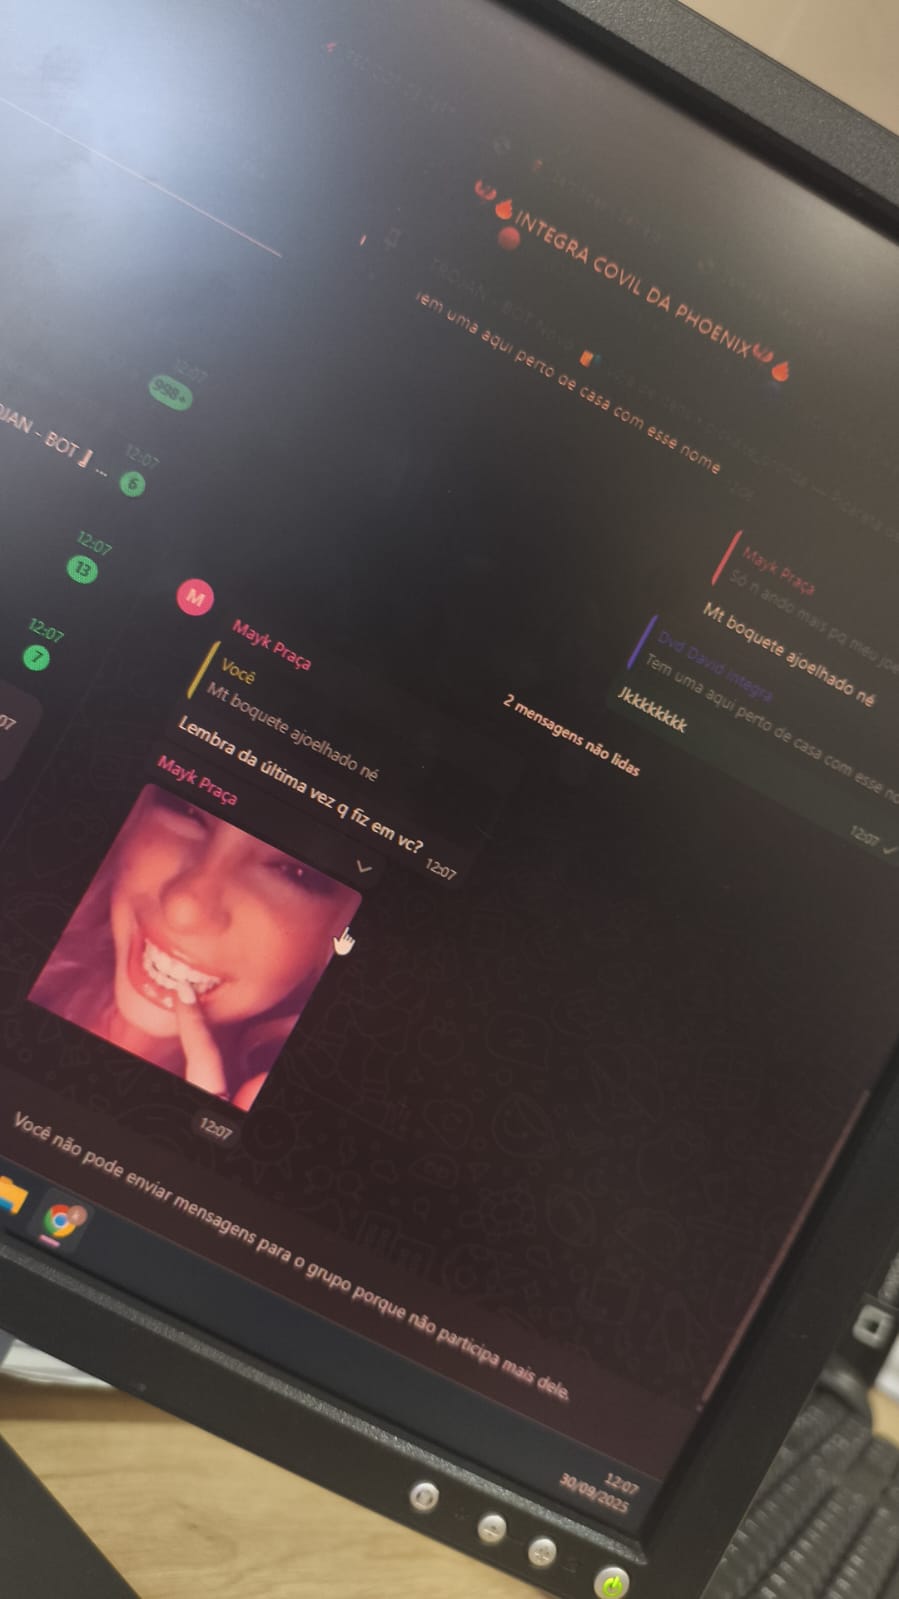 INTEGRA COVIL DA PHOENIX
Tem uma aqui perto de casa com esse nome
12:07
998+
JAN - BOT ...
12:07
6
12:07
13
12:07
7
07
Mayk Praça
Só n ando mais pq meu joe
Mt boquete ajoelhado né
Dvd David integra
Tem uma aqui perto de casa com esse no
Jkkkkkkkk
12:07
2 mensagens não lidas
M
Mayk Praça
Você
Mt boquete ajoelhado né
Lembra da última vez q fiz em vc?
12:07
Mayk Praça
12:07
Você não pode enviar mensagens para o grupo porque não participa mais dele.
12:07
30/09/2025